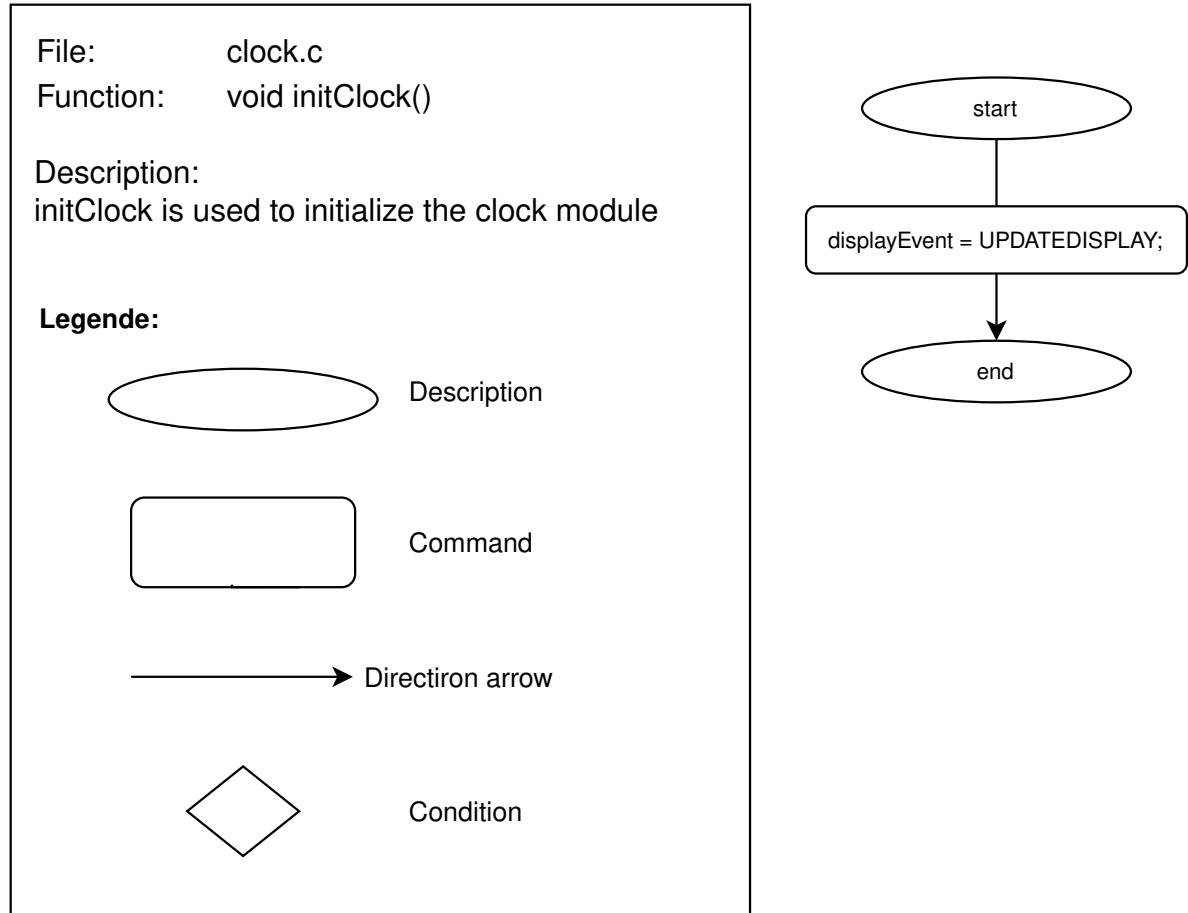 File: clock.c
Function: void initClock()
Description:
initClock is used to initialize the clock module
Legende:
Description
Command
Directiron arrow
Condition
start
displayEvent = UPDATEDISPLAY;
end